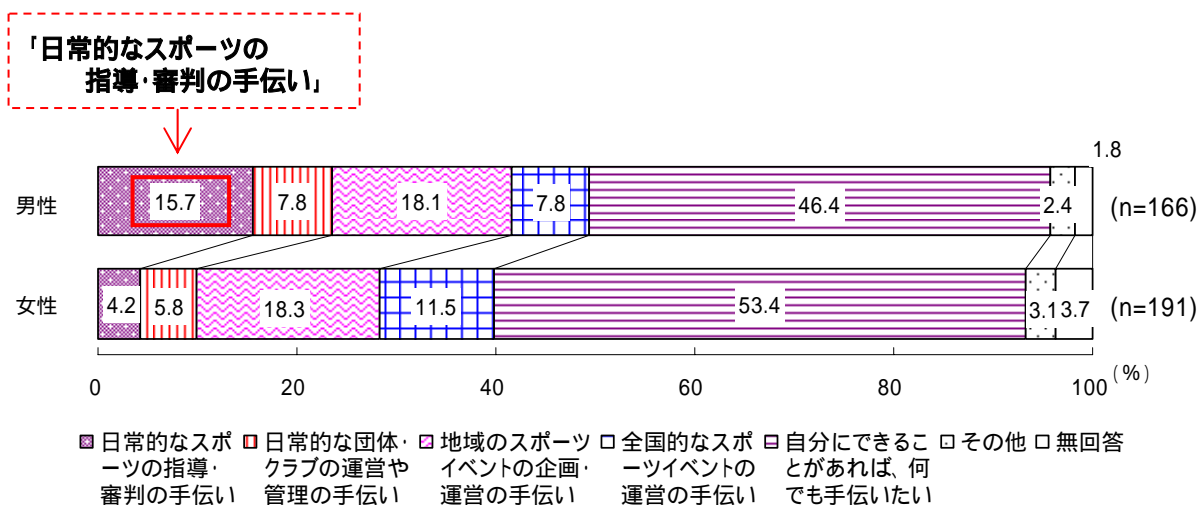 「日常的なスポーツの
指導・審判の手伝い」
1.8
男性
15.7
7.8
18.1
7.8
46.4
2.4
(n=166)
女性
4.2
5.8
18.3
11.5
53.4
3.1
3.7
(n=191)
0
20
40
60
80
100
(%)
日常的なスポ
ーツの指導・
審判の手伝い
日常的な団体・
クラブの運営や
管理の手伝い
地域のスポーツ
イベントの企画・
運営の手伝い
全国的なスポ
ーツイベントの
運営の手伝い
自分にできるこ
とがあれば、何
でも手伝いたい
その他
無回答